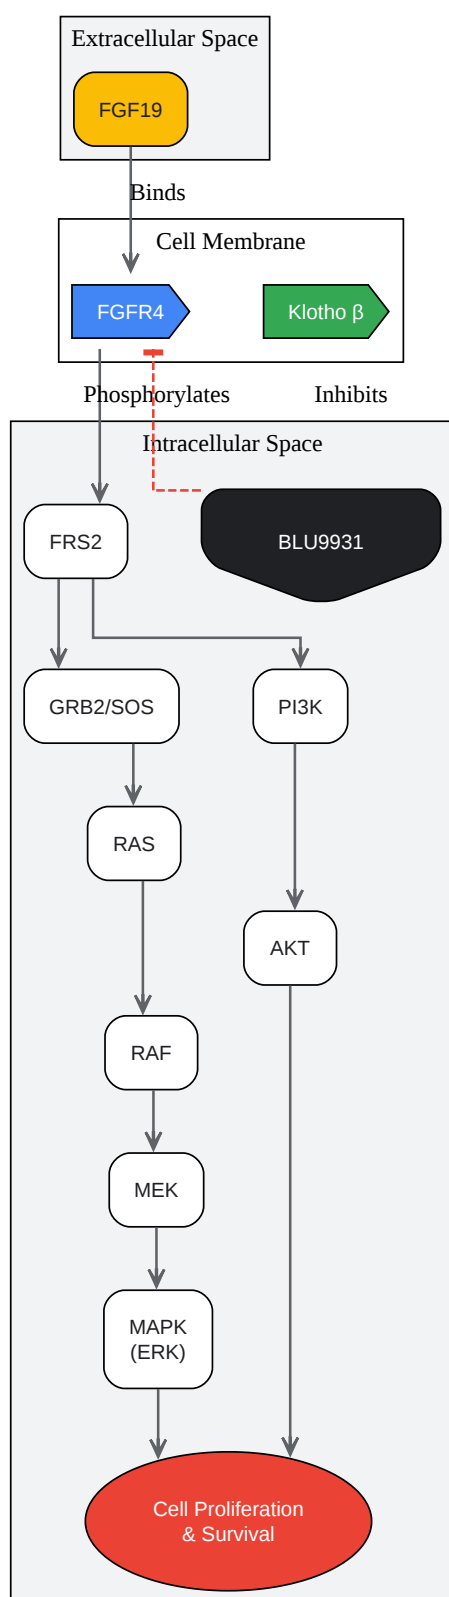 Extracellular Space
FGF19
Binds
Cell Membrane
FGFR4
Klotho β
Phosphorylates
Inhibits
Intracellular Space
FRS2
BLU9931
GRB2/SOS
PI3K
RAS
AKT
RAF
MEK
MAPK
(ERK)
Cell Proliferation
& Survival